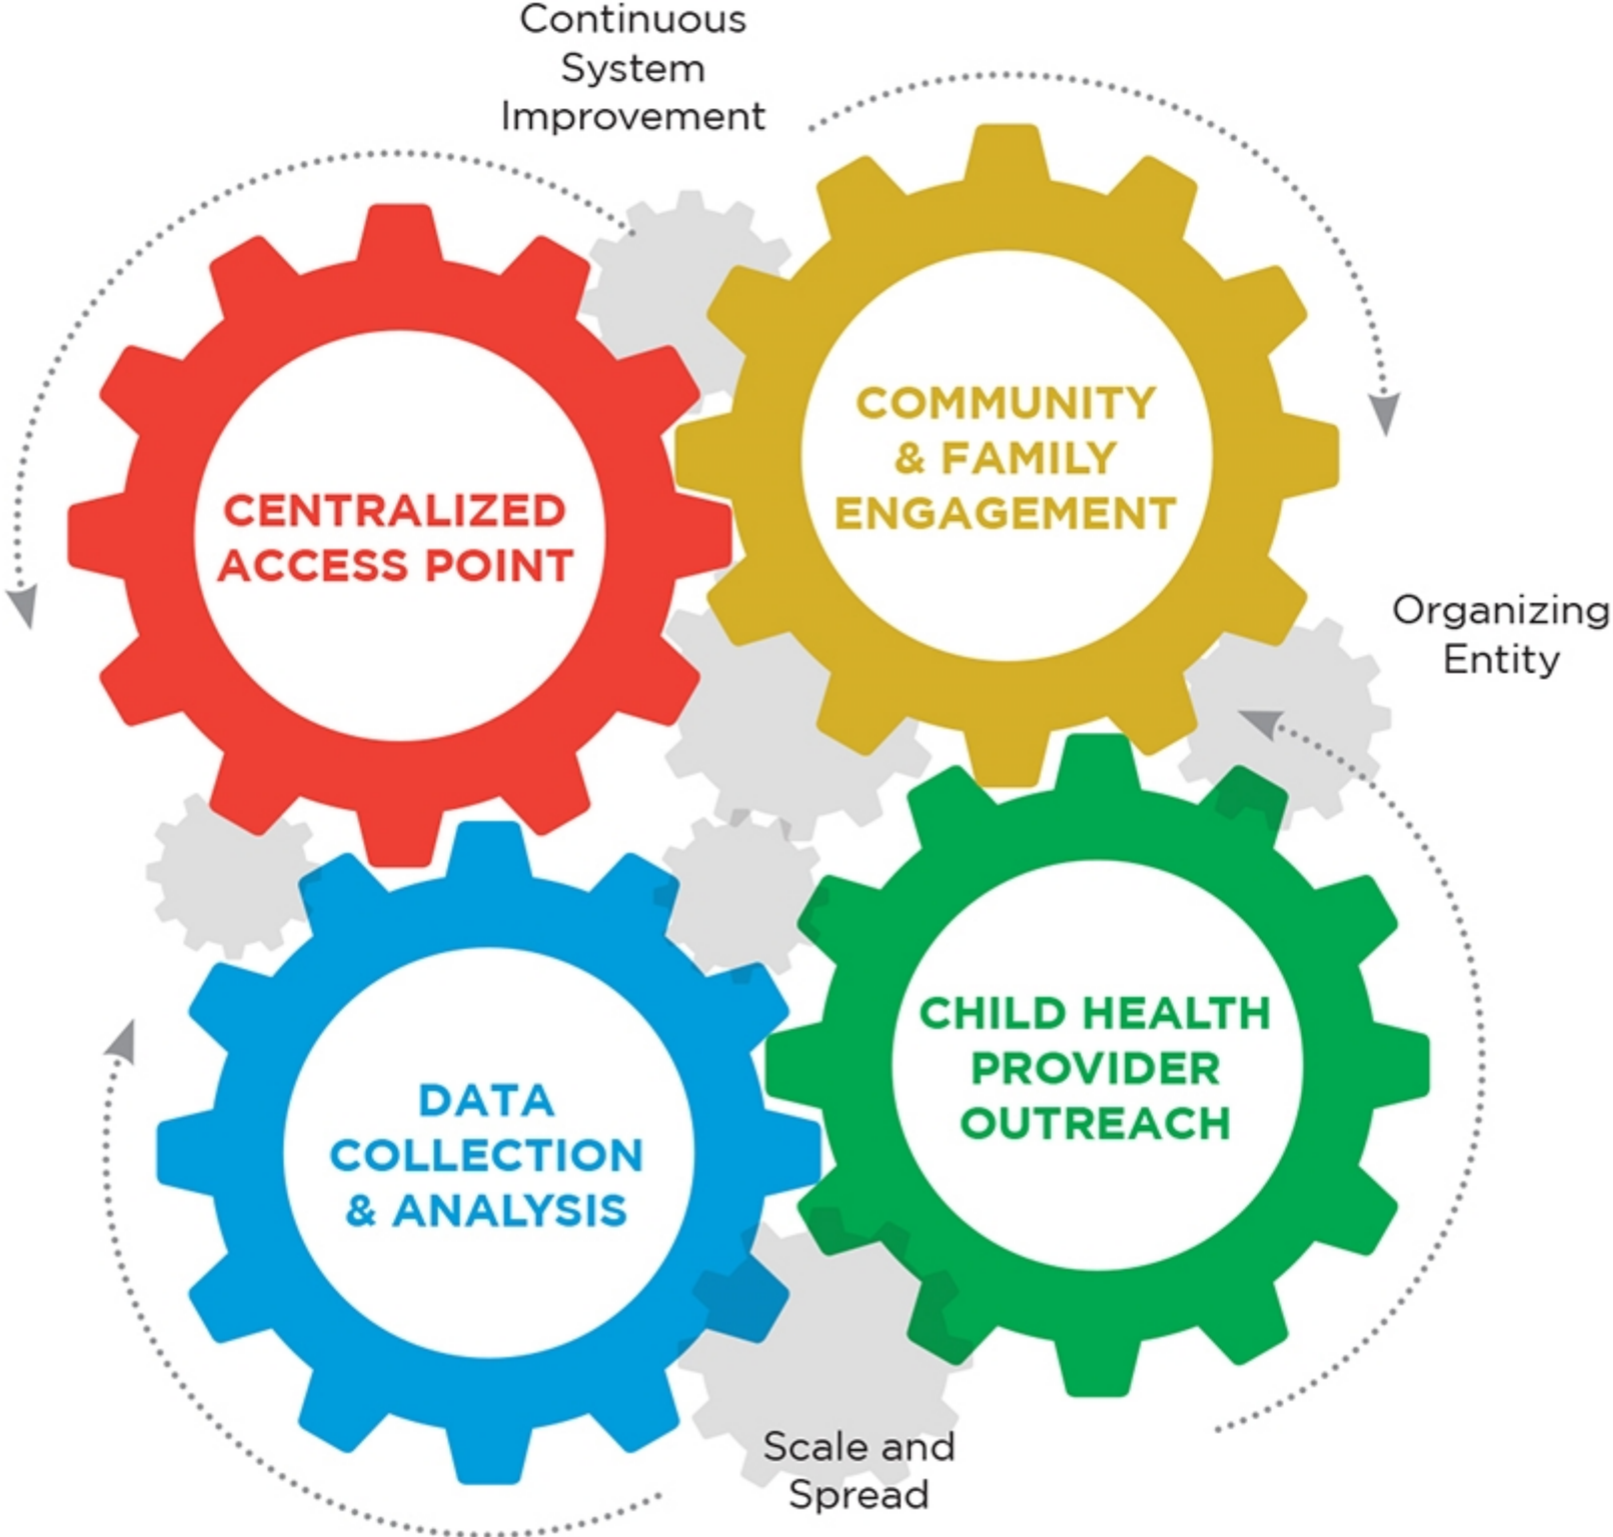 Continuous
System
Improvement
COMMUNITY
& FAMILY
ENGAGEMENT
CENTRALIZED
ACCESS POINT
Organizing
Entity
CHILD HEALTH
PROVIDER
OUTREACH
DATA
COLLECTION
& ANALYSIS
Scale and
Spread